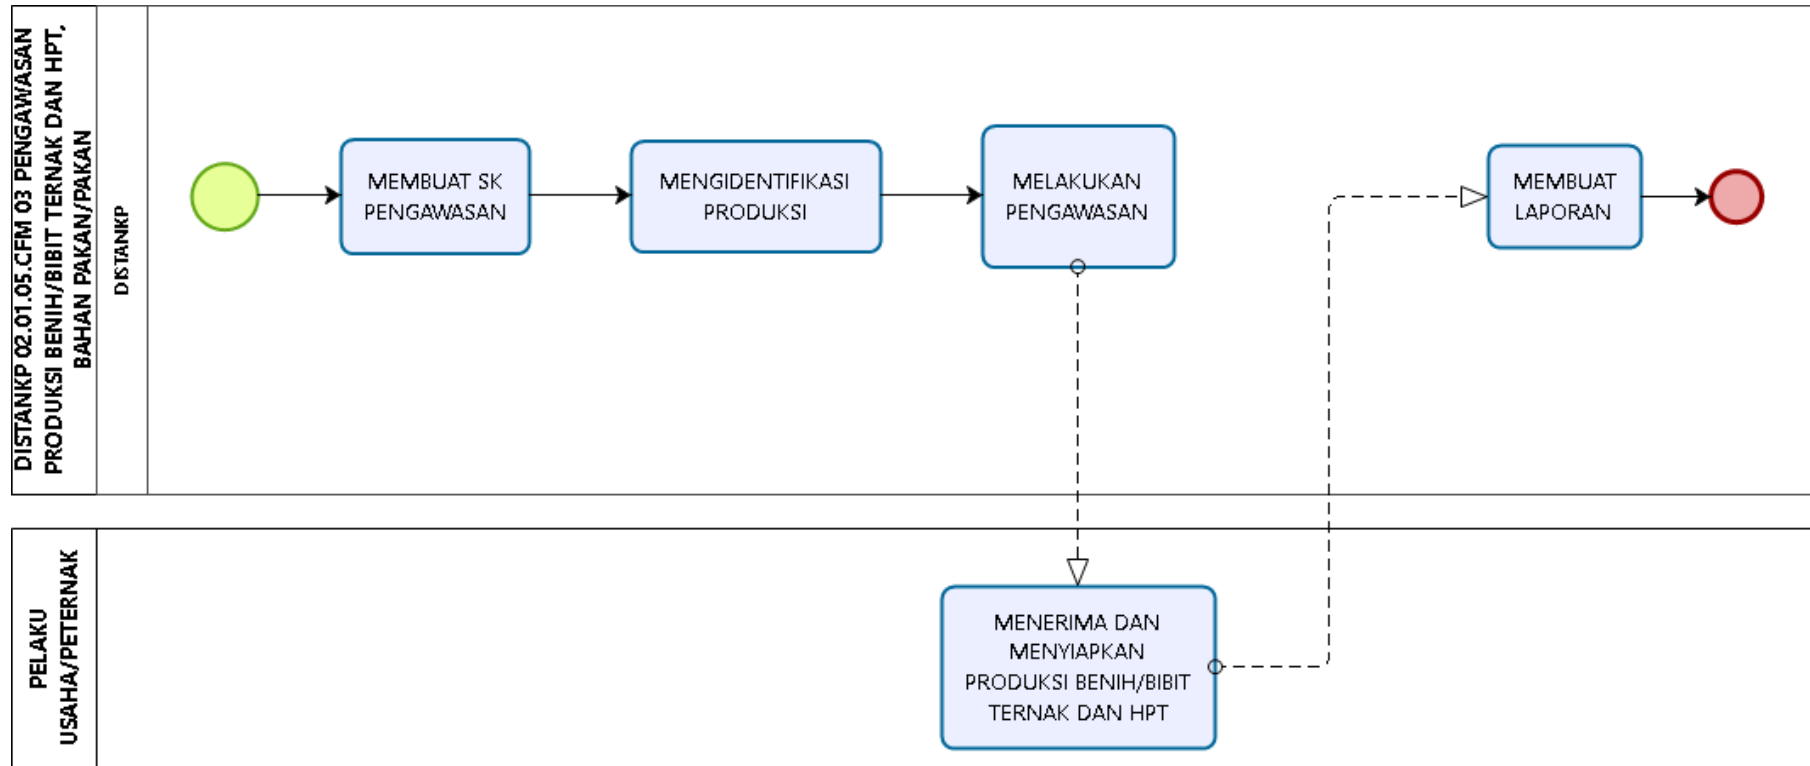 DISTANKP 02.01.05.CFM 03 PENGAWASAN
PRODUKSI BENIH/BIBIT TERNAK DAN HPT,
BAHAN PAKAN/PAKAN
DISTANKP
MEMBUAT SK
PENGAWASAN
MENGIDENTIFIKASI
PRODUKSI
MELAKUKAN
PENGAWASAN
MEMBUAT
LAPORAN
PELAKU
USAHA/PETERNAK
MENERIMA DAN
MENYIAPKAN
PRODUKSI BENIH/BIBIT
TERNAK DAN HPT